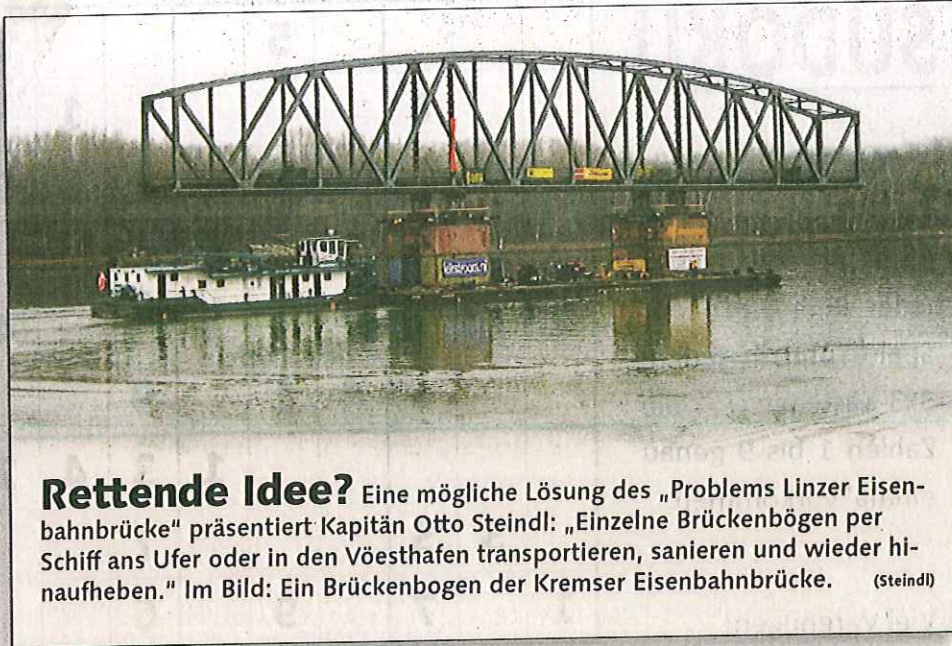 lekstroom.nl
Rettende Idee? Eine mögliche Lösung des „Problems Linzer Eisen-
bahnbrücke“ präsentiert Kapitän Otto Steindl: „Einzelne Brückenbögen per
Schiff ans Ufer oder in den Vöesthafen transportieren, sanieren und wieder hi-
naufheben.“ Im Bild: Ein Brückenbogen der Kremser Eisenbahnbrücke. (Steindl)